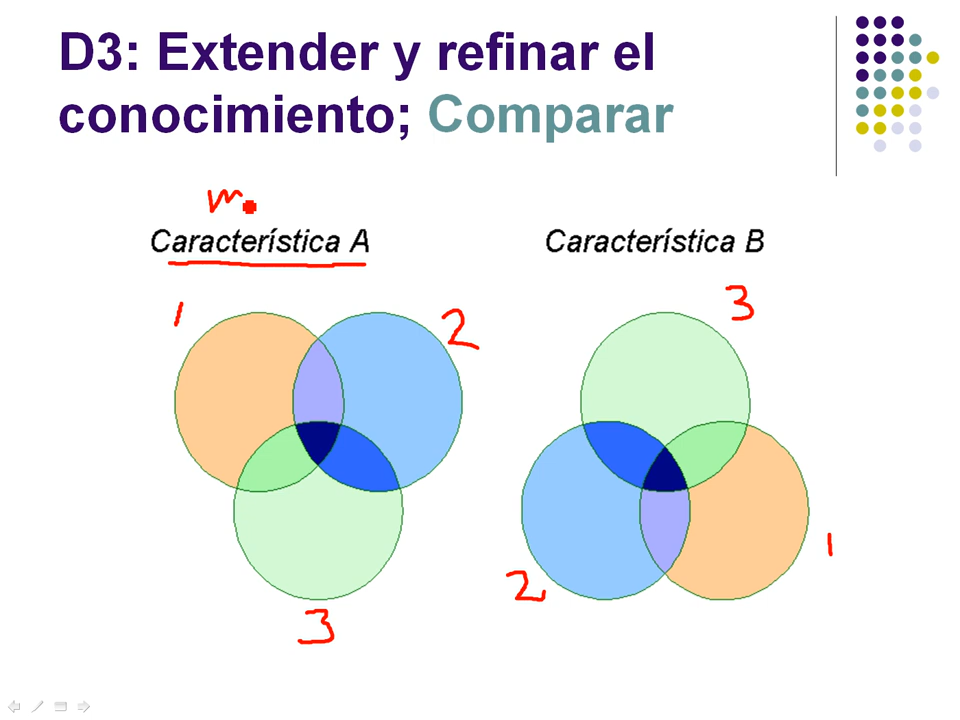 D3: Extender y refinar el
conocimiento; Comparar
m
Característica A
Característica B
1
2
3
3
2
1